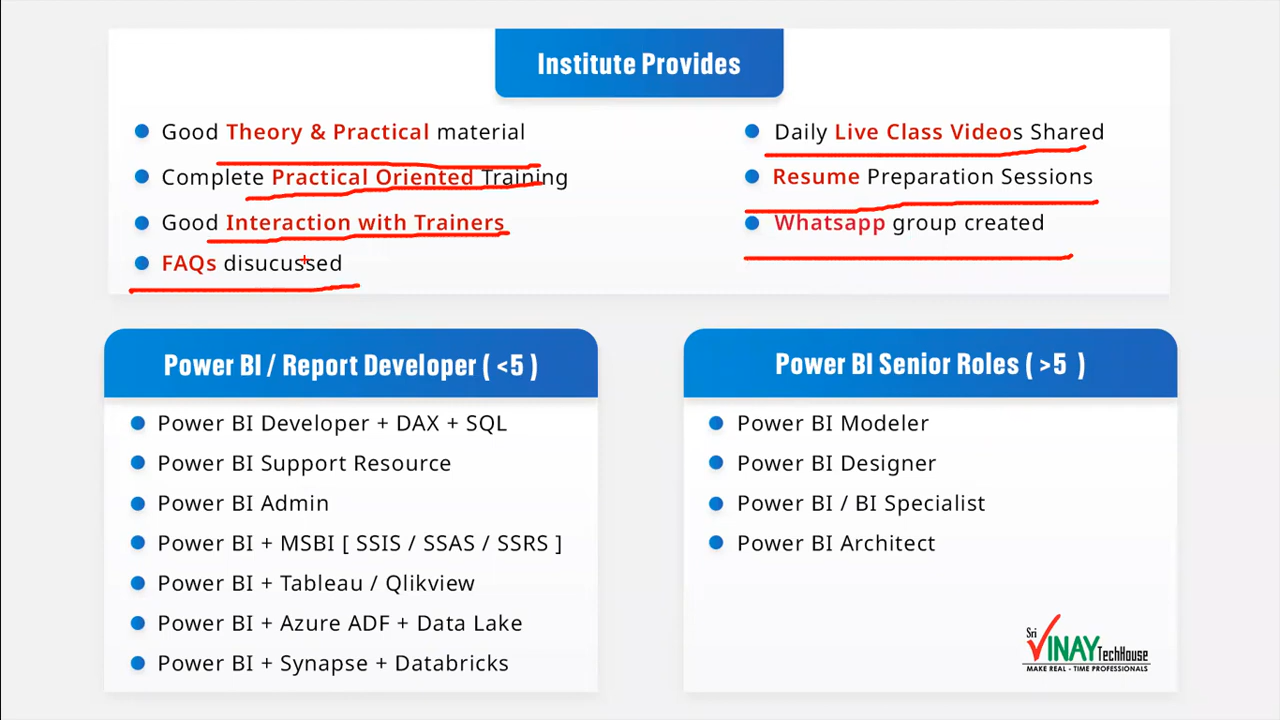 Institute Provides
Good Theory & Practical material
Complete Practical Oriented Training
Good Interaction with Trainers
FAQs disucussed
Daily Live Class Videos Shared
Resume Preparation Sessions
Whatsapp group created
Power BI / Report Developer ( <5 )
Power BI Developer + DAX + SQL
Power BI Support Resource
Power BI Admin
Power BI + MSBI [ SSIS / SSAS / SSRS ]
Power BI + Tableau / Qlikview
Power BI + Azure ADF + Data Lake
Power BI + Synapse + Databricks
Power BI Senior Roles ( >5 )
Power BI Modeler
Power BI Designer
Power BI / BI Specialist
Power BI Architect
Sri
VINAY TechHouse
MAKE REAL - TIME PROFESSIONALS